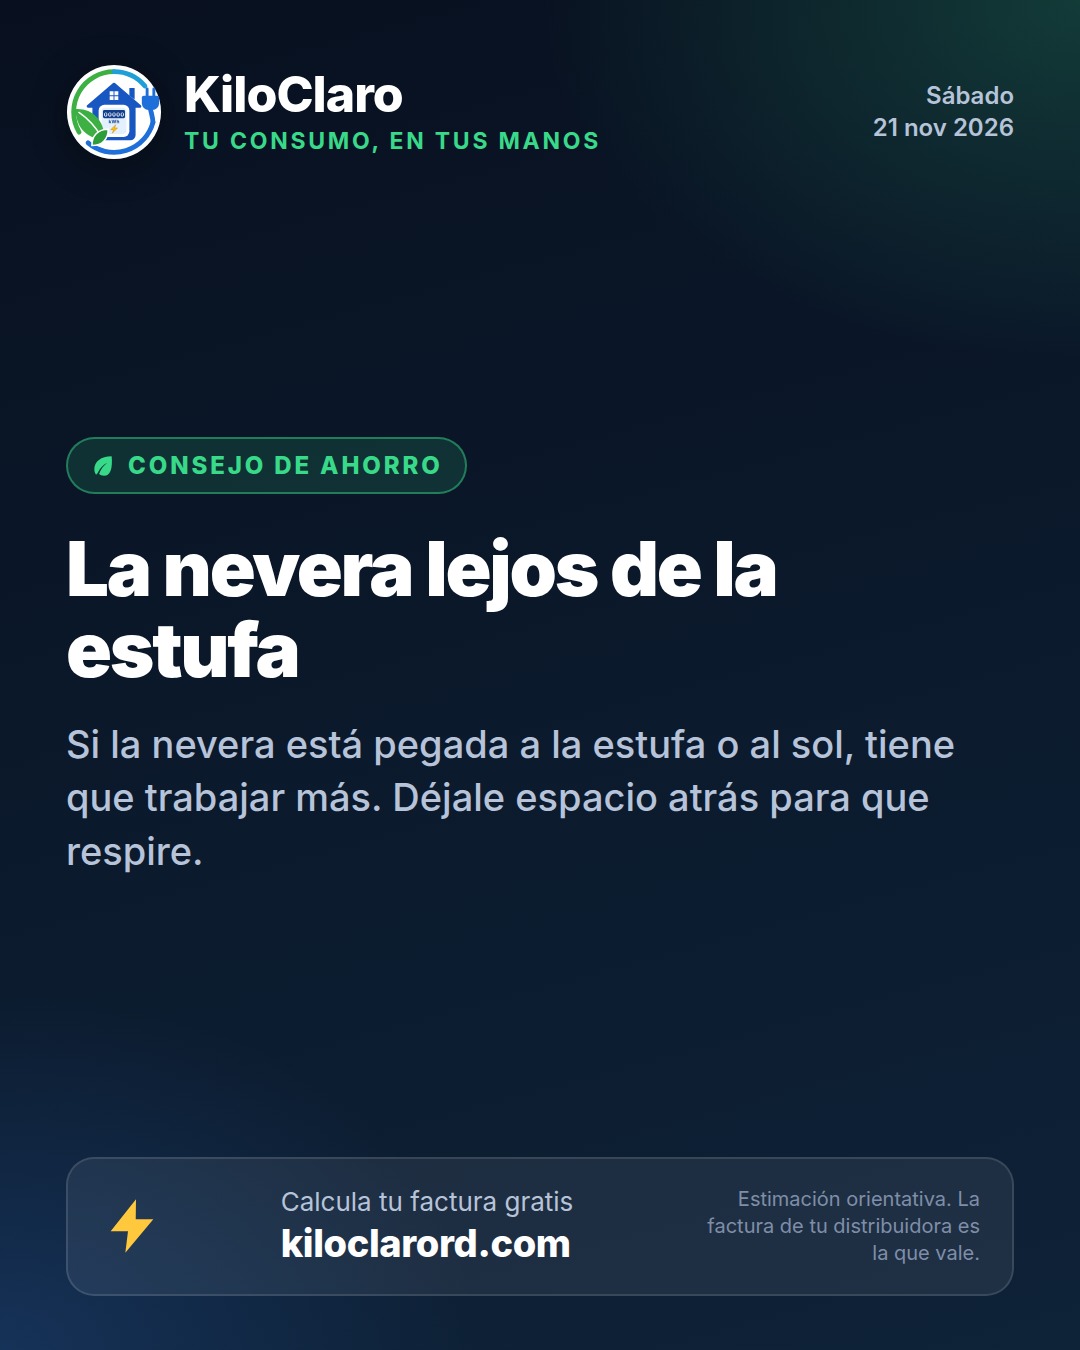 KiloClaro
TU CONSUMO, EN TUS MANOS
Sábado
21 nov 2026
CONSEJO DE AHORRO
La nevera lejos de la
estufa
Si la nevera está pegada a la estufa o al sol, tiene
que trabajar más. Déjale espacio atrás para que
respire.
Calcula tu factura gratis
kiloclarord.com
Estimación orientativa. La
factura de tu distribuidora es
la que vale.